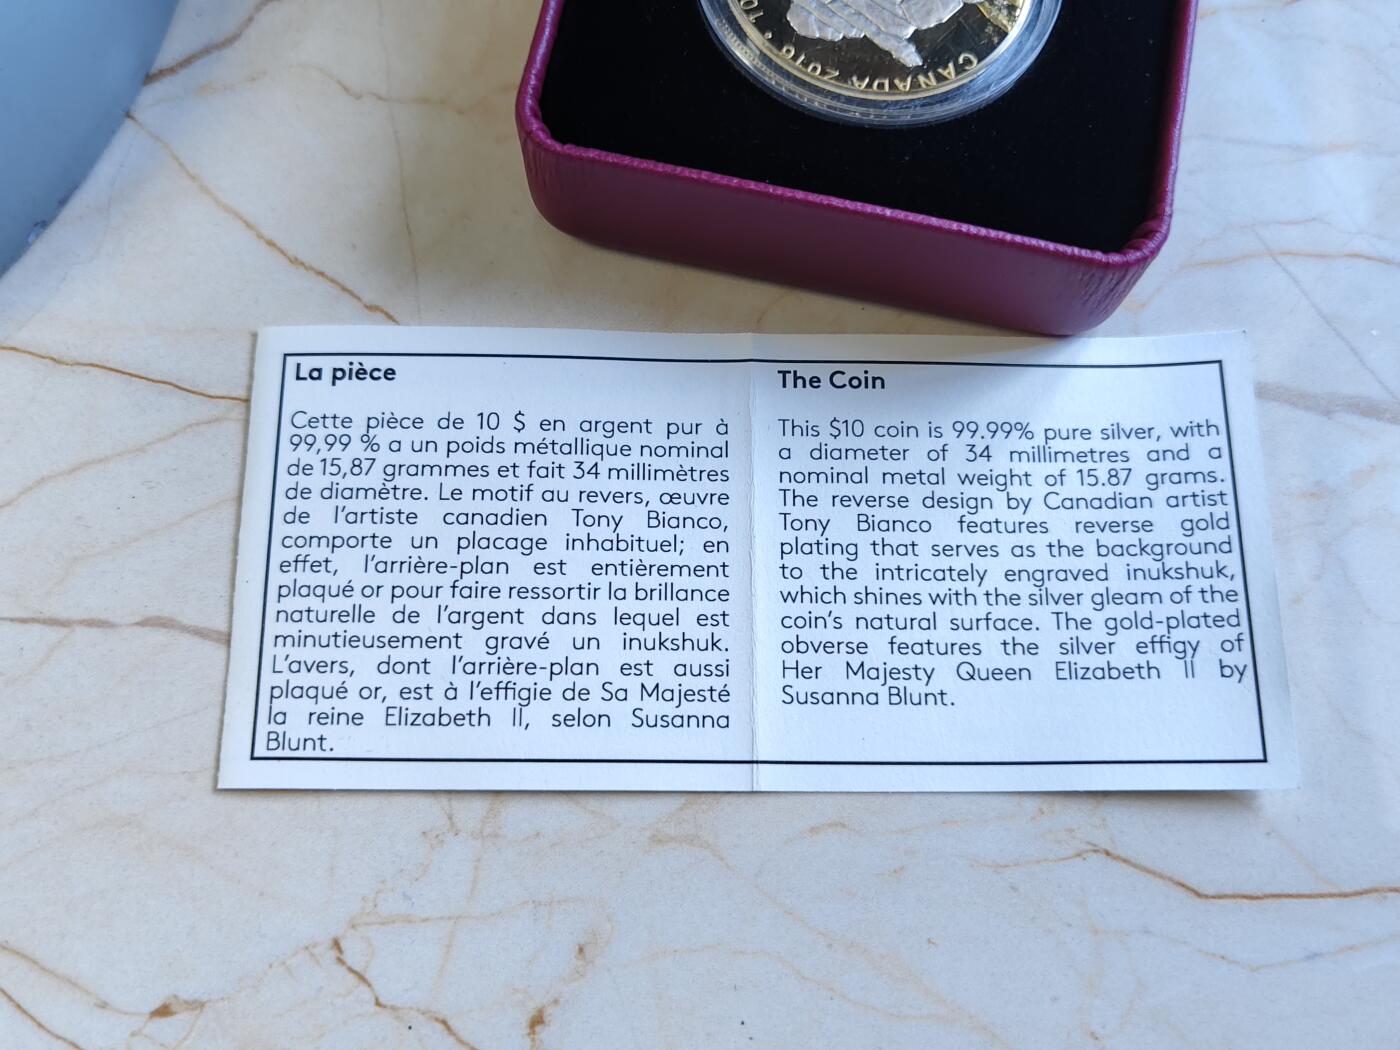 CANADA 2016 • 10
La pièce
Cette pièce de 10 $ en argent pur à
99,99 % a un poids métallique nominal
de 15,87 grammes et fait 34 millimètres
de diamètre. Le motif au revers, œuvre
de l'artiste canadien Tony Bianco,
comporte un placage inhabituel; en
effet, l'arrière-plan est entièrement
plaqué or pour faire ressortir la brillance
naturelle de l'argent dans lequel est
minutieusement gravé un inukshuk.
L'avers, dont l'arrière-plan est aussi
plaqué or, est à l'effigie de Sa Majesté
la reine Elizabeth II, selon Susanna
Blunt.
The Coin
This $10 coin is 99.99% pure silver, with
a diameter of 34 millimetres and a
nominal metal weight of 15.87 grams.
The reverse design by Canadian artist
Tony Bianco features reverse gold
plating that serves as the background
to the intricately engraved inukshuk,
which shines with the silver gleam of the
coin's natural surface. The gold-plated
obverse features the silver effigy of
Her Majesty Queen Elizabeth II by
Susanna Blunt.